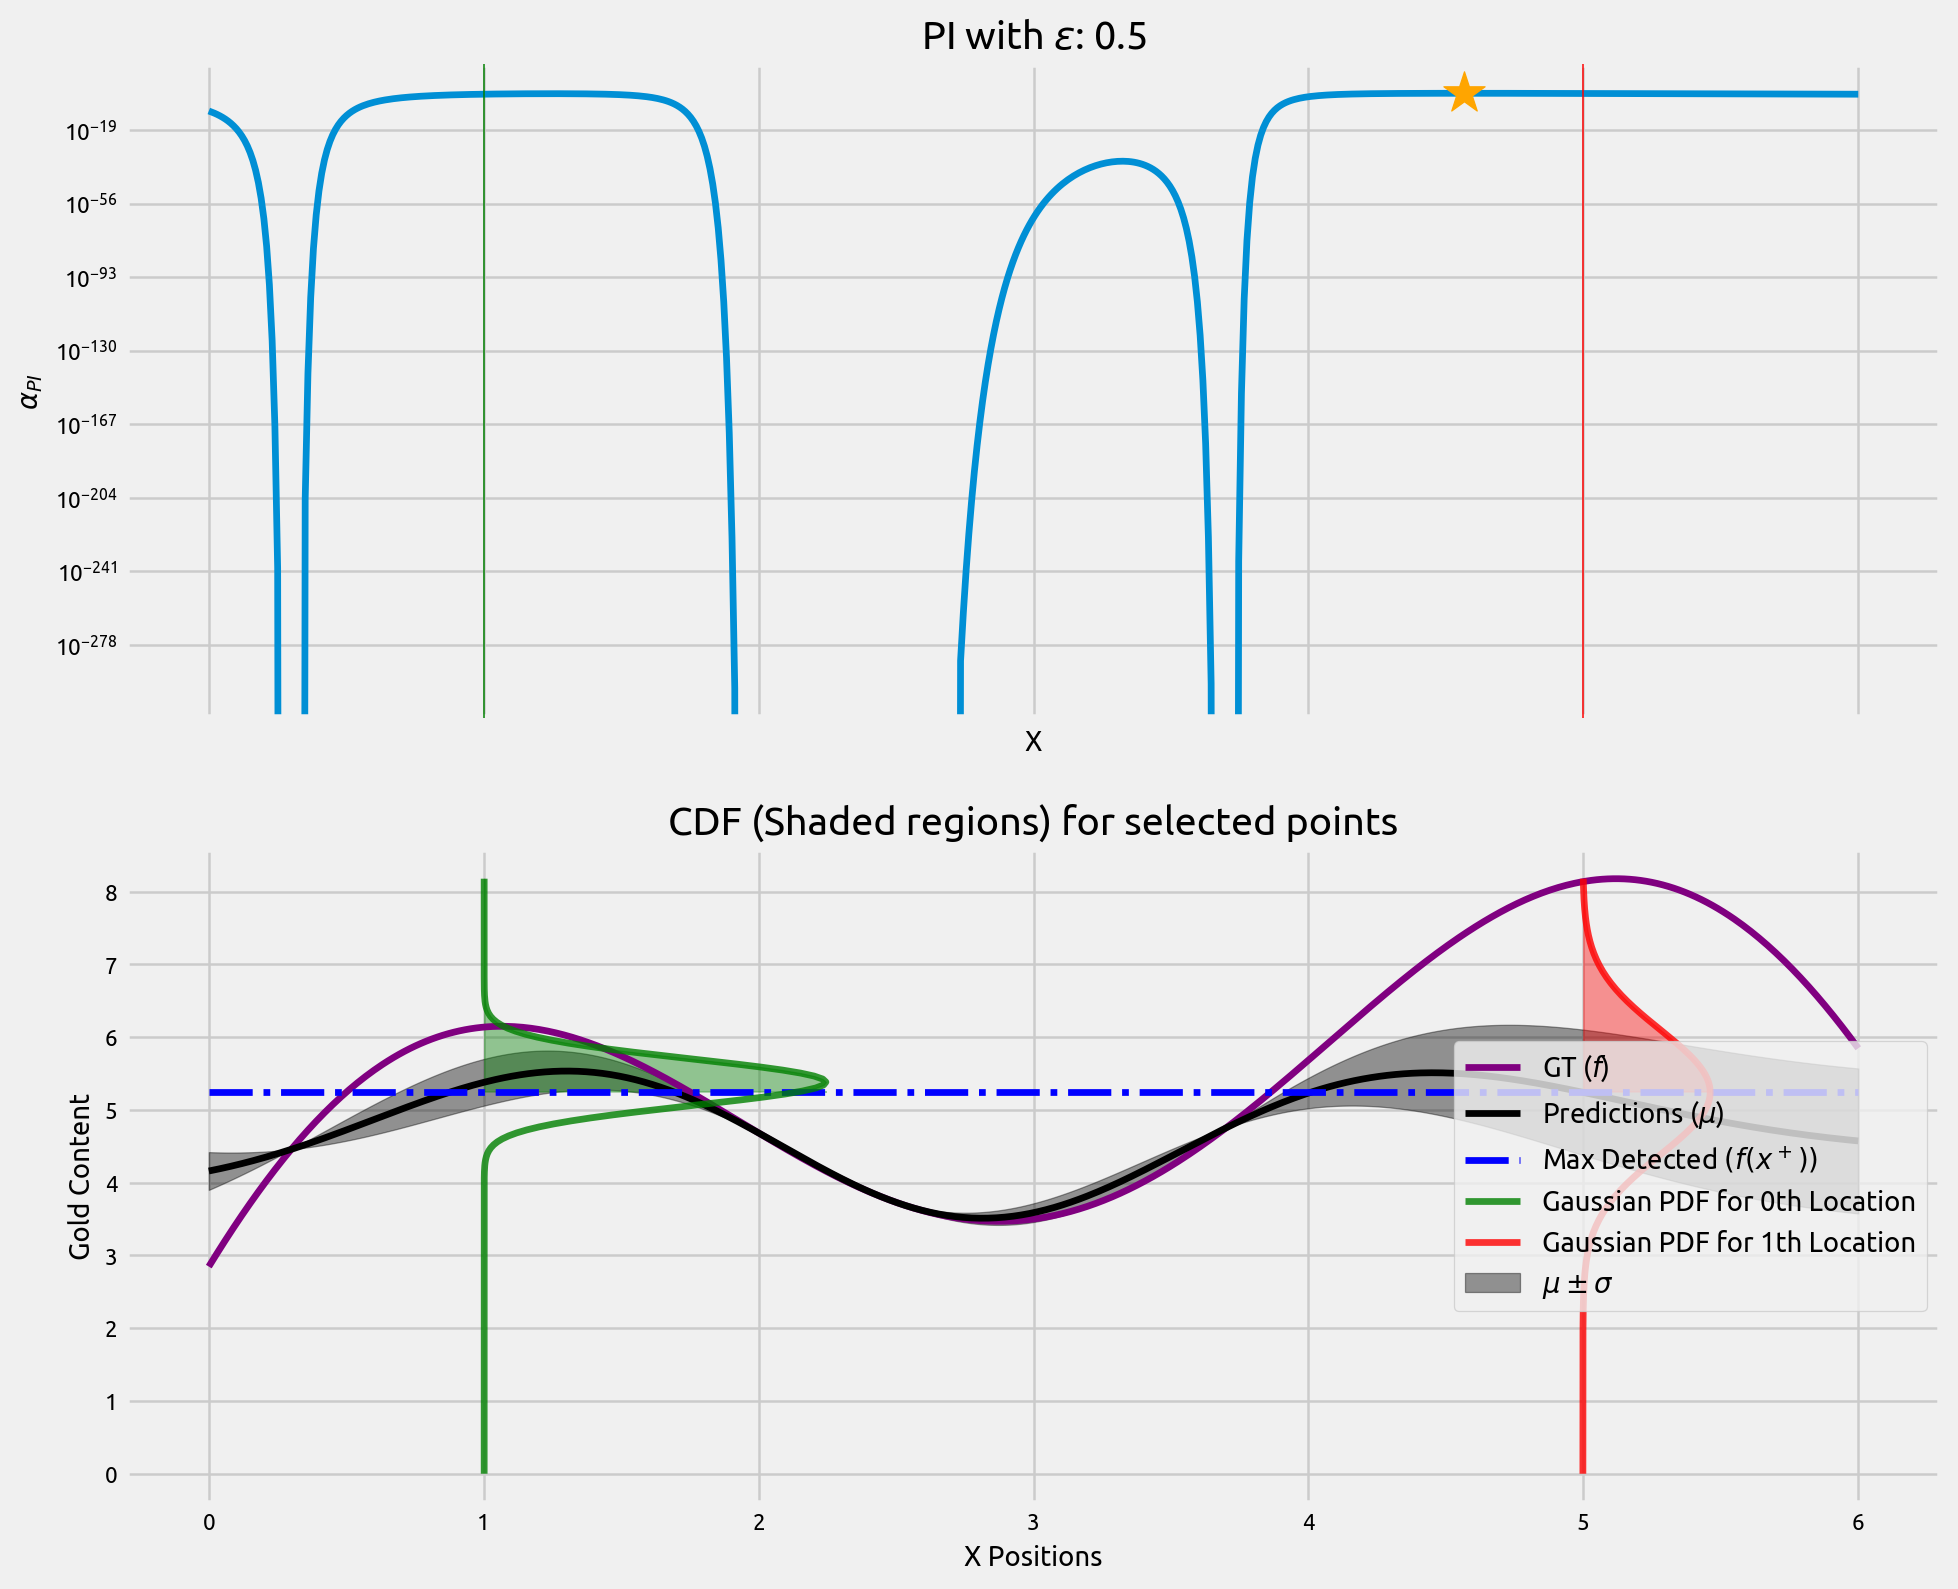 PI with ε: 0.5
10⁻¹⁹
10⁻⁵⁶
10⁻⁹³
10⁻¹³⁰
10⁻¹⁶⁷
10⁻²⁰⁴
10⁻²⁴¹
10⁻²⁷⁸
α_PI
X
CDF (Shaded regions) for selected points
8
7
6
5
4
3
2
1
0
Gold Content
GT (f)
Predictions (μ)
Max Detected (f(x⁺))
Gaussian PDF for 0th Location
Gaussian PDF for 1th Location
μ ± σ
0 1 2 3 4 5 6
X Positions